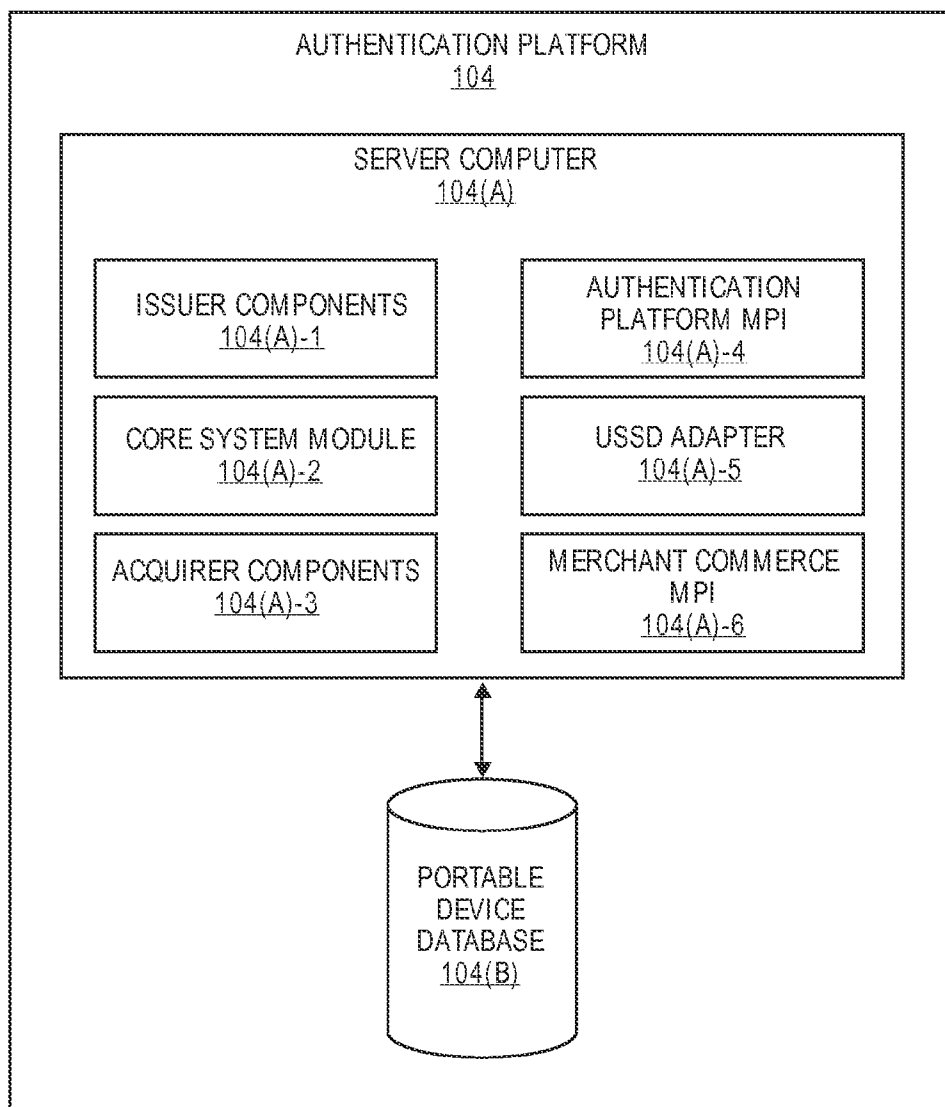 AUTHENTICATION PLATFORM
104
SERVER COMPUTER
104(A)
ISSUER COMPONENTS
104(A)-1
AUTHENTICATION
PLATFORM MPI
104(A)-4
CORE SYSTEM MODULE
104(A)-2
USSD ADAPTER
104(A)-5
ACQUIRER COMPONENTS
104(A)-3
MERCHANT COMMERCE
MPI
104(A)-6
PORTABLE
DEVICE
DATABASE
104(B)